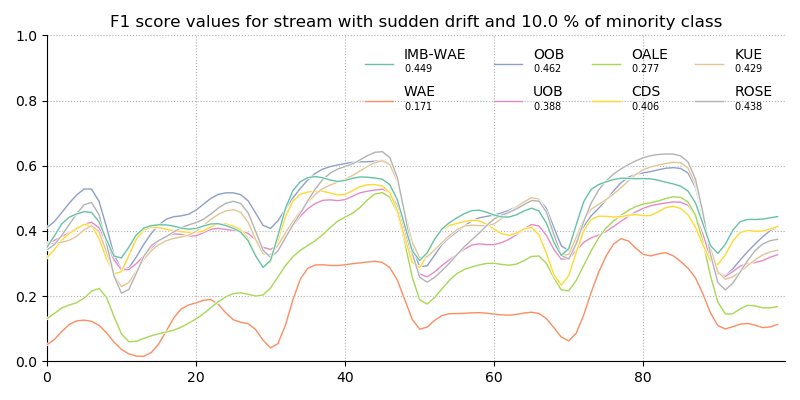 F1 score values for stream with sudden drift and 10.0 % of minority class
1.0
0.8
0.6
0.4
0.2
0.0
0 20 40 60 80
IMB-WAE OOB OALE KUE
0.449 0.462 0.277 0.429
WAE UOB CDS ROSE
0.171 0.388 0.406 0.438